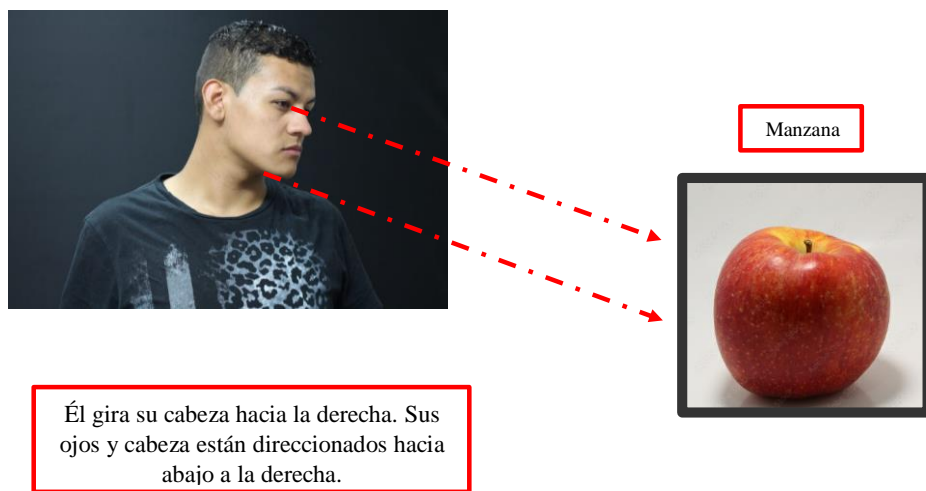 Manzana
Él gira su cabeza hacia la derecha. Sus
ojos y cabeza están direccionados hacia
abajo a la derecha.